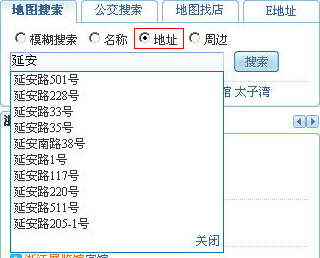 地图搜索 公交搜索 地图找店 E地址
模糊搜索 名称 地址 周边
延安 搜索
延安路501号
馆 太子湾
延安路228号
延安路33号
延安路35号
延安南路38号
延安路1号
延安路117号
延安路220号
延安路511号
延安路205-1号
关闭